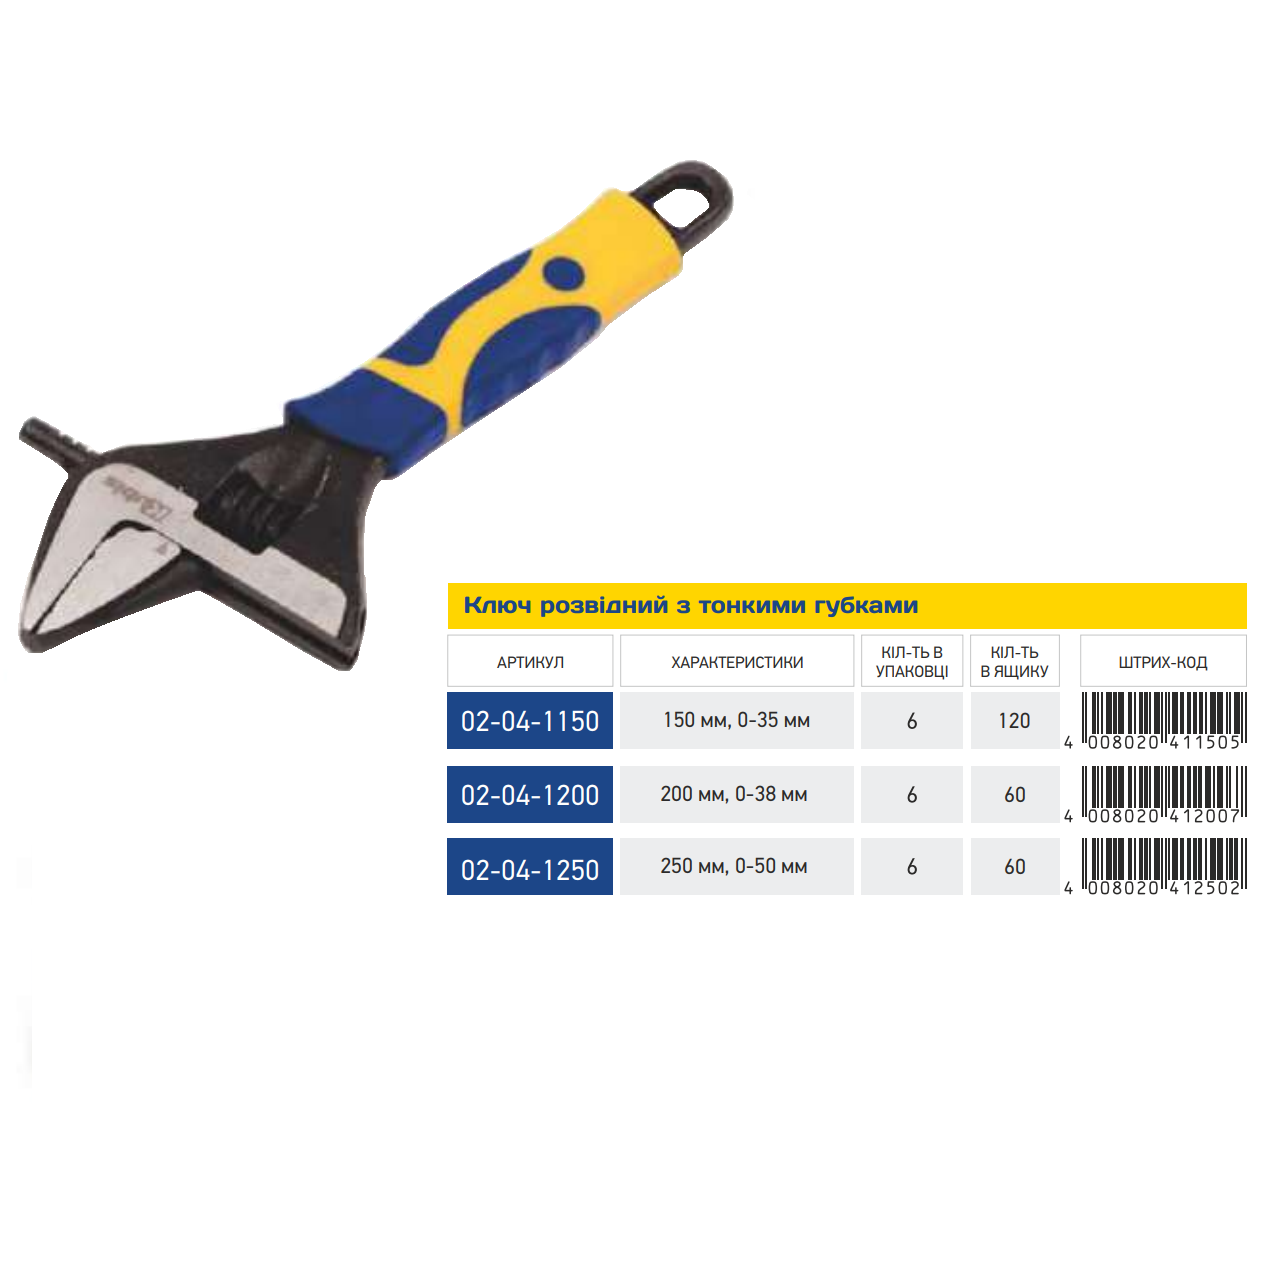 Ключ розвідний з тонкими губками
АРТИКУЛ ХАРАКТЕРИСТИКИ КІЛ-ТЬ В УПАКОВЦІ КІЛ-ТЬ В ЯЩИКУ ШТРИХ-КОД
02-04-1150 150 мм, 0-35 мм 6 120 4 008020 411505
02-04-1200 200 мм, 0-38 мм 6 60 4 008020 412007
02-04-1250 250 мм, 0-50 мм 6 60 4 008020 412502